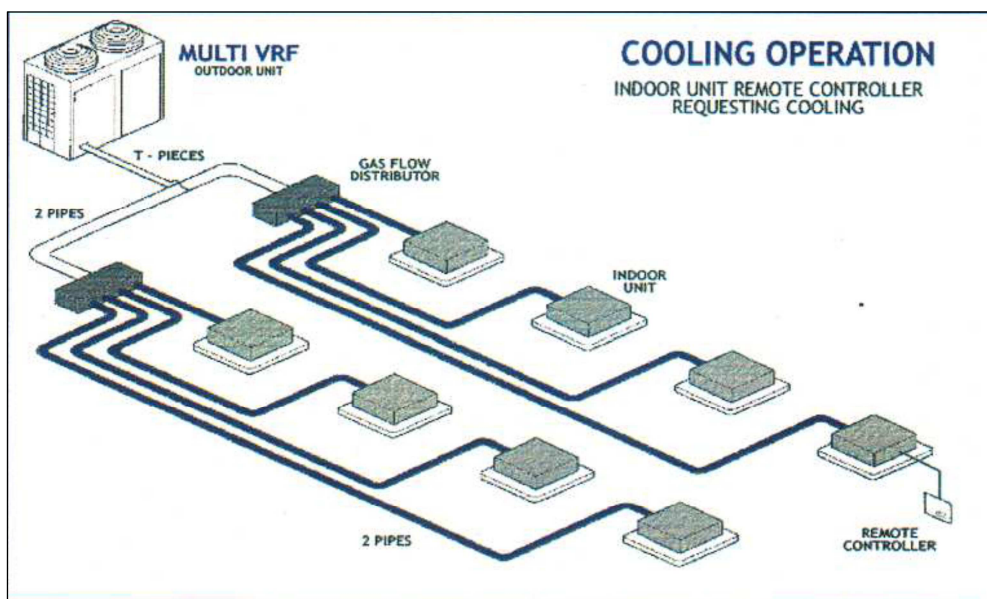 MULTI VRF
OUTDOOR UNIT
COOLING OPERATION
INDOOR UNIT REMOTE CONTROLLER
REQUESTING COOLING
T - PIECES
GAS FLOW
DISTRIBUTOR
2 PIPES
INDOOR
UNIT
2 PIPES
REMOTE
CONTROLLER